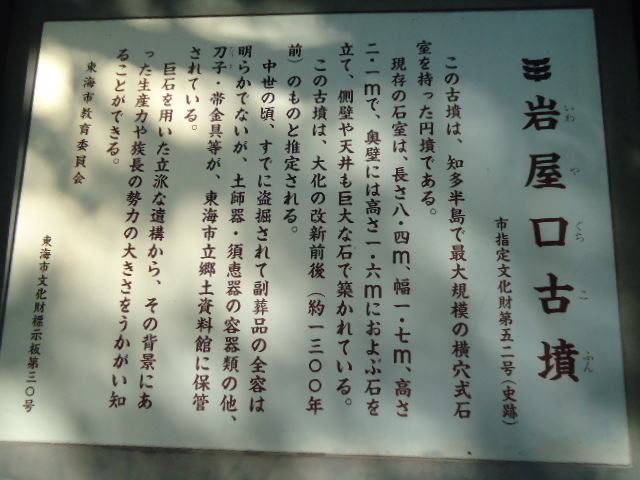 岩屋口古墳
いわ や ぐち こ ふん
市指定文化財第五二号(史跡)
この古墳は、知多半島で最大規模の横穴式石
室を持った円墳である。
現存の石室は、長さ八・四m、幅一・七m、高さ
二・一mで、奥壁には高さ一・六mにおよぶ石を
立て、側壁や天井も巨大な石で築かれている。
この古墳は、大化の改新前後(約一三〇〇年
前)のものと推定される。
中世の頃、すでに盗掘されて副葬品の全容は
明らかでないが、土師器・須恵器の容器類の他、
刀子・帯金具等が、東海市立郷土資料館に保管
されている。
巨石を用いた立派な遺構から、その背景にあ
った生産力や族長の勢力の大きさをうかがい知
ることができる。
東海市教育委員会
東海市文化財標示板第三〇号